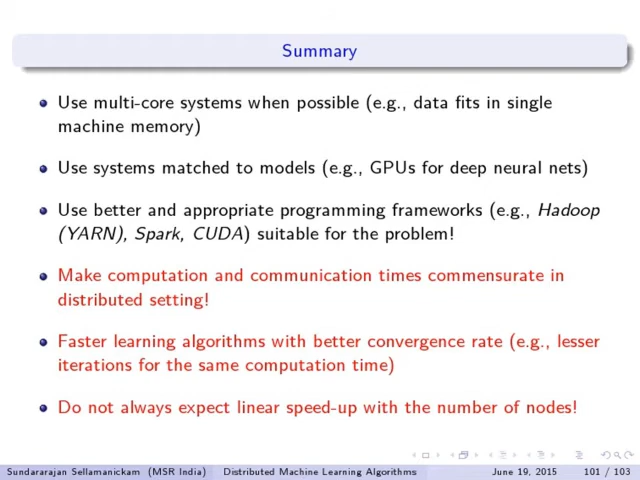 Summary
Use multi-core systems when possible (e.g., data fits in single
machine memory)
Use systems matched to models (e.g., GPUs for deep neural nets)
Use better and appropriate programming frameworks (e.g., Hadoop
(YARN), Spark, CUDA) suitable for the problem!
Make computation and communication times commensurate in
distributed setting!
Faster learning algorithms with better convergence rate (e.g., lesser
iterations for the same computation time)
Do not always expect linear speed-up with the number of nodes!
Sundararajan Sellamanickam (MSR India) Distributed Machine Learning Algorithms June 19, 2015 101 / 103